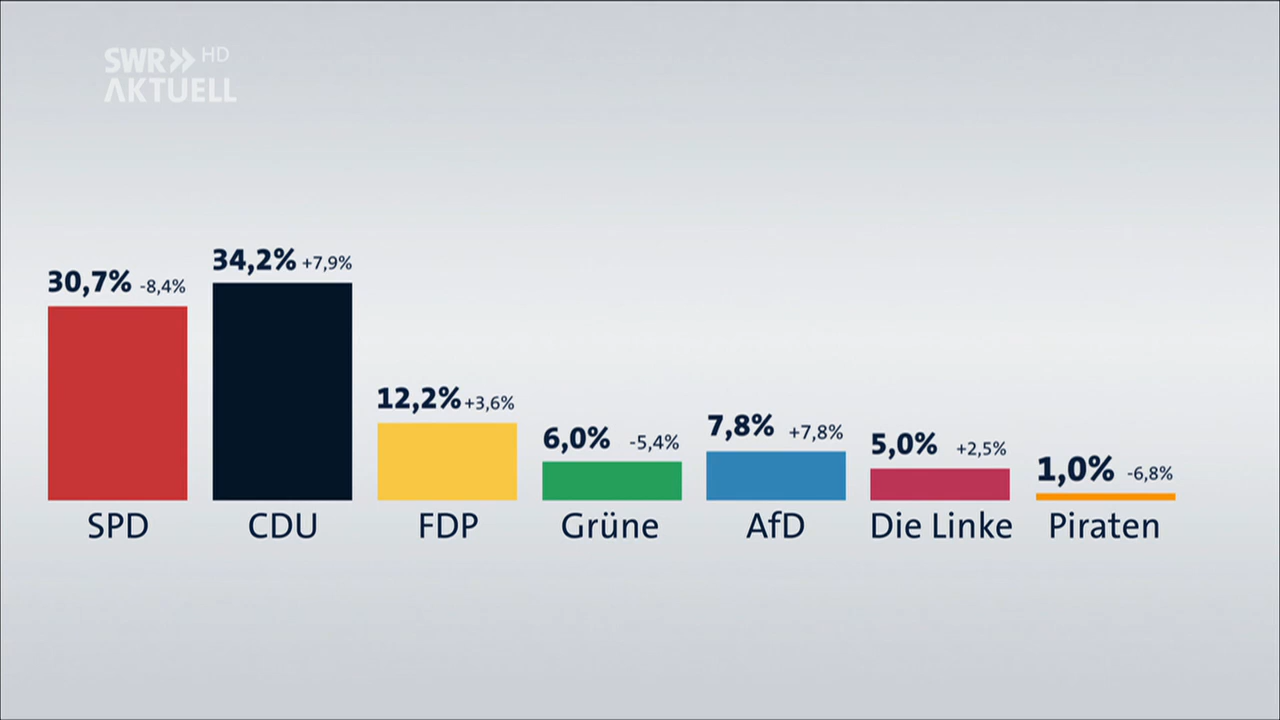 SWR» HD
AKTUELL
30,7% -8,4%
34,2% +7,9%
12,2% +3,6%
6,0% -5,4%
7,8% +7,8%
5,0% +2,5%
1,0% -6,8%
SPD CDU FDP Grüne AfD Die Linke Piraten